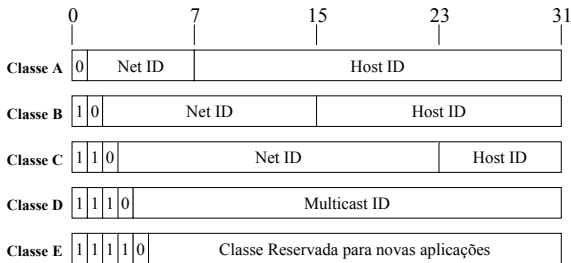 0 7 15 23 31
Classe A 0 Net ID Host ID
Classe B 1 0 Net ID Host ID
Classe C 1 1 0 Net ID Host ID
Classe D 1 1 1 0 Multicast ID
Classe E 1 1 1 1 0 Classe Reservada para novas aplicações